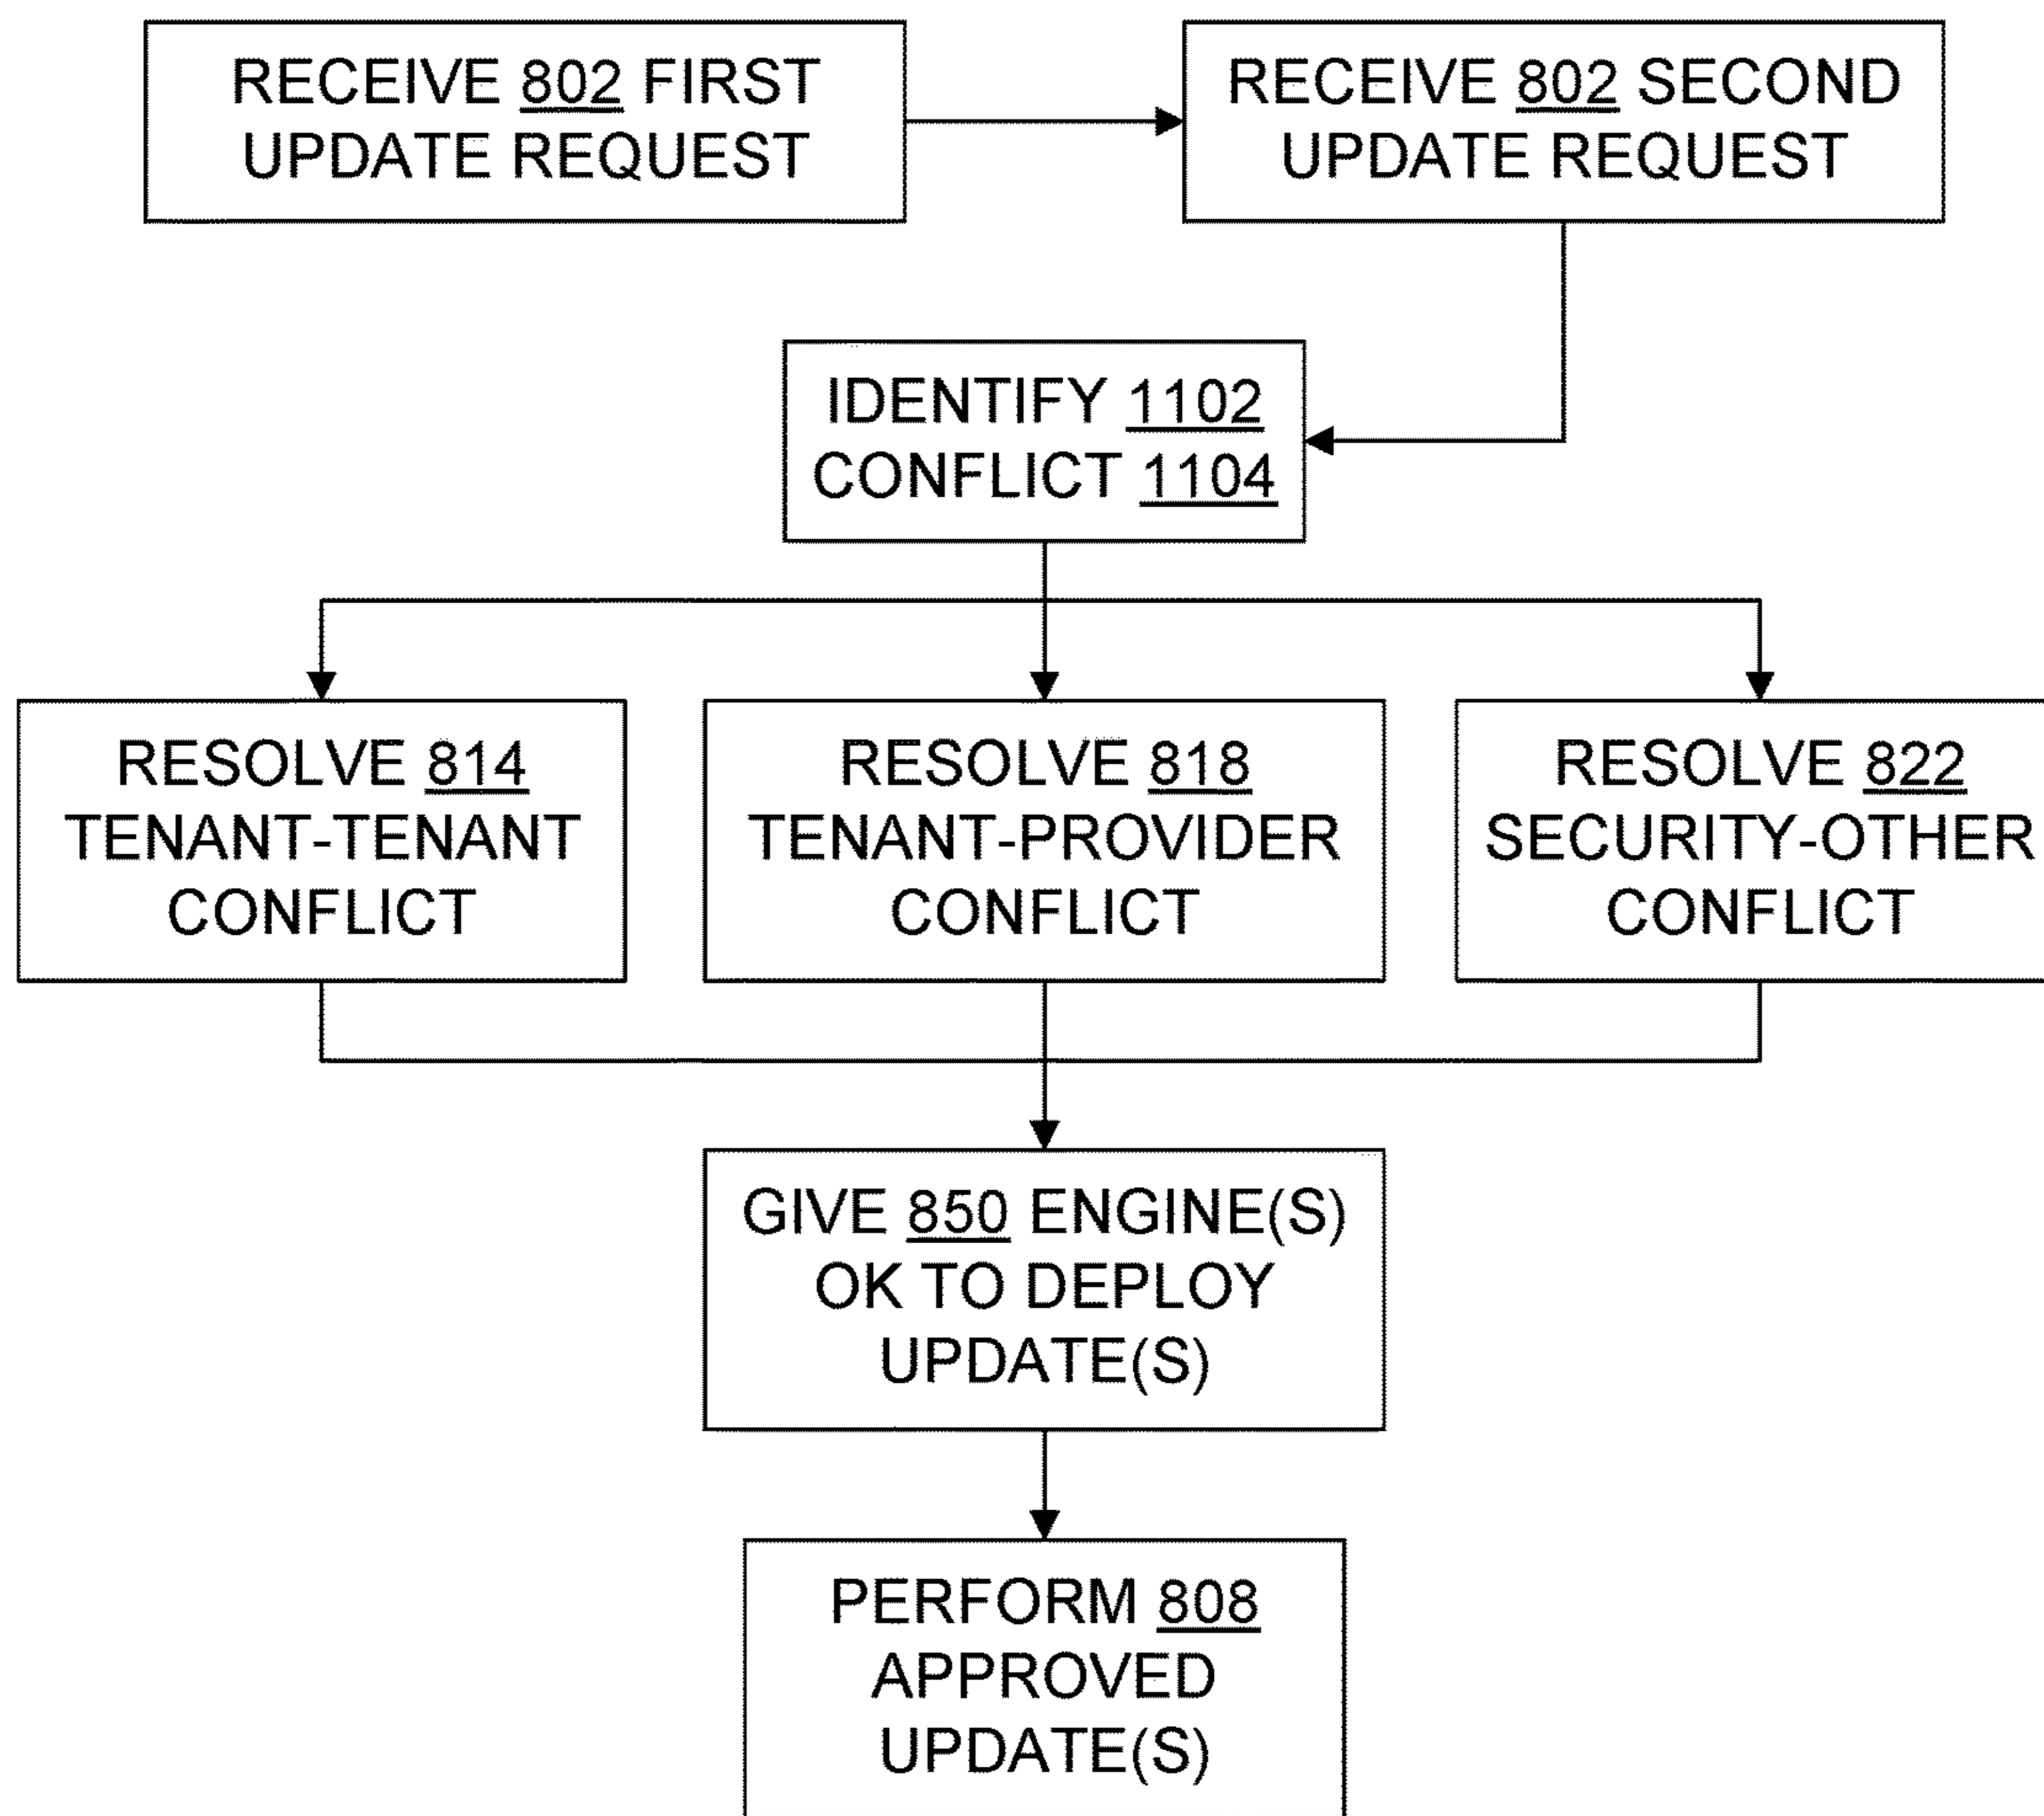 RECEIVE 802 FIRST
UPDATE REQUEST
RECEIVE 802 SECOND
UPDATE REQUEST
IDENTIFY 1102
CONFLICT 1104
RESOLVE 814
TENANT-TENANT
CONFLICT
RESOLVE 818
TENANT-PROVIDER
CONFLICT
RESOLVE 822
SECURITY-OTHER
CONFLICT
GIVE 850 ENGINE(S)
OK TO DEPLOY
UPDATE(S)
PERFORM 808
APPROVED
UPDATE(S)